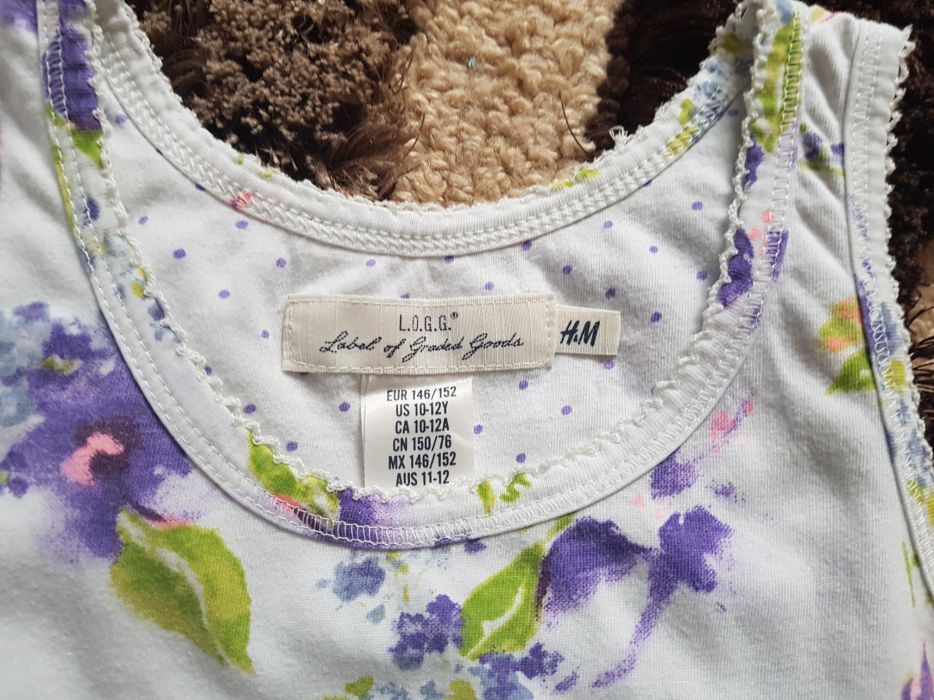 L.O.G.G.®
Label of Graded Goods
H&M
EUR 146/152
US 10-12Y
CA 10-12A
CN 150/76
MX 146/152
AUS 11-12